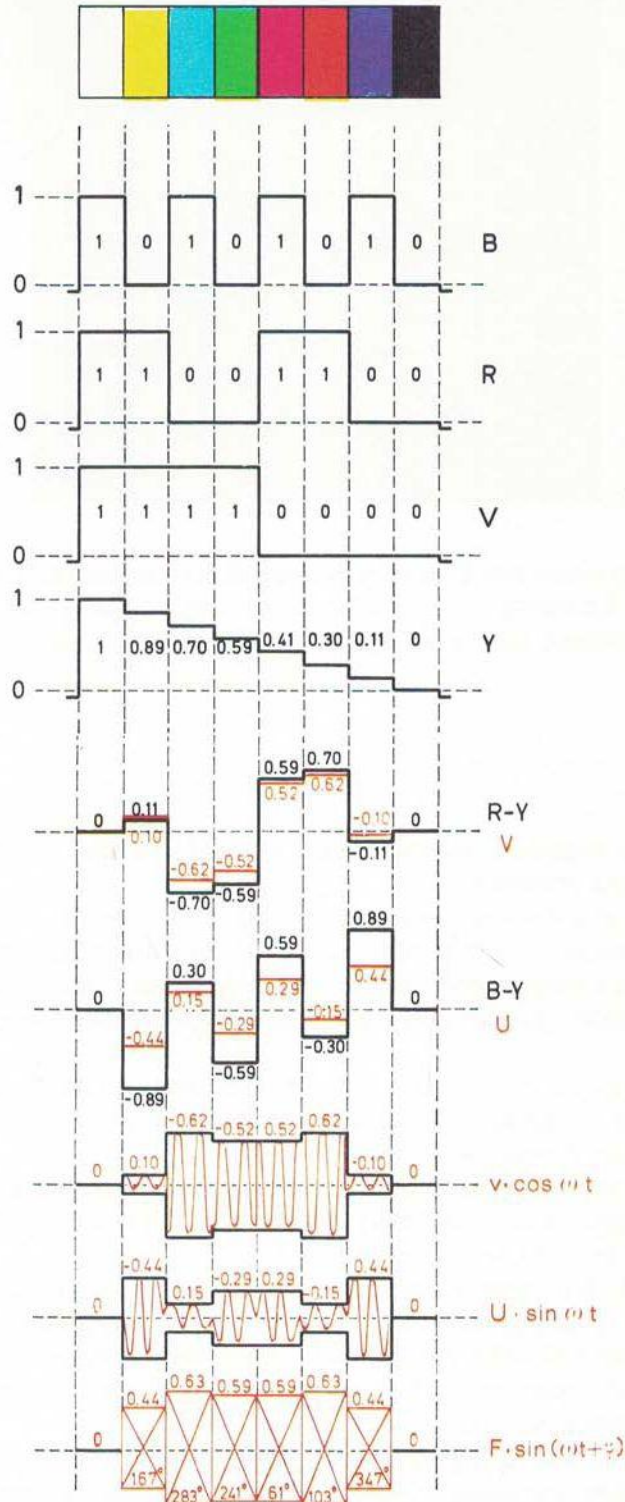 1
1 0 1 0 1 0 1 0 B
0
1
1 1 0 0 1 1 0 0 R
0
1
1 1 1 1 0 0 0 0 V
0
1
1 0.89 0.70 0.59 0.41 0.30 0.11 0 Y
0
0.59 0.70
0 0.11 0.52 0.62 -0.10 0 R-Y
0.10 V
-0.62 -0.52 -0.11
-0.70 -0.59
0.89
0.59
0 0.30 0.44 0 B-Y
0.15 0.29 -0.15 U
-0.44 -0.29 -0.30
-0.89 -0.59
-0.62 -0.52 0.52 0.62
0 0.10 -0.10 0 v·cos ωt
-0.44 0.44
0.15 -0.29 0.29 -0.15
0 0 U·sin ωt
0.63 0.59 0.59 0.63
0.44 0.44
0 0 F·sin(ωt+φ)
167° 347°
283° 241° 61° 103°